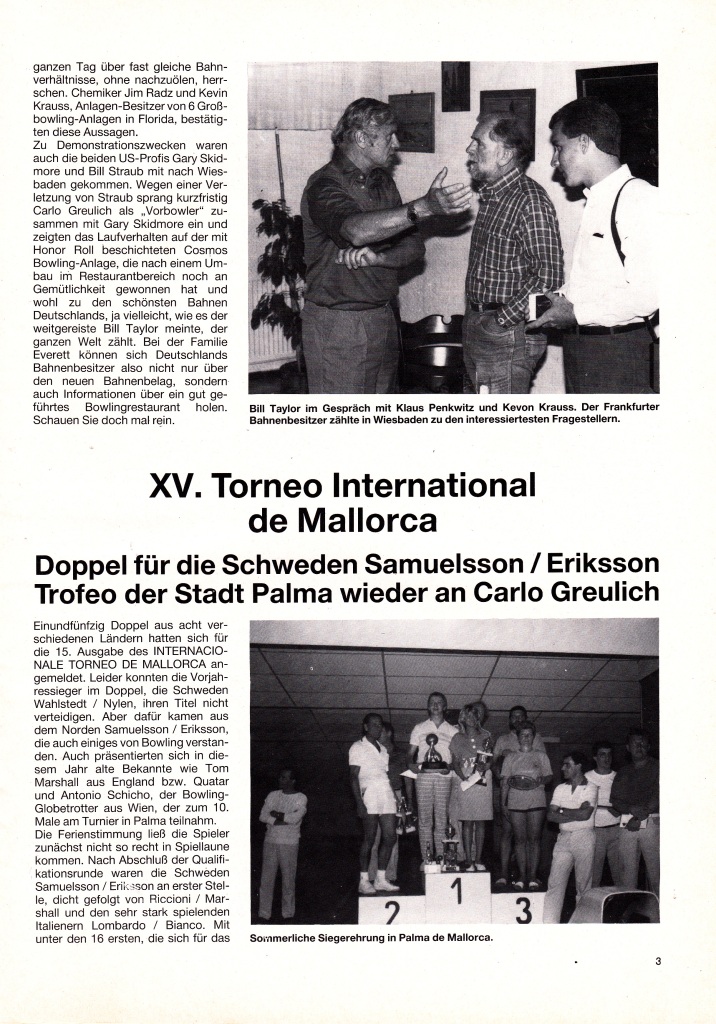 ganzen Tag über fast gleiche Bahn-
verhältnisse, ohne nachzuölen, herr-
schen. Chemiker Jim Radz und Kevin
Krauss, Anlagen-Besitzer von 6 Groß-
bowling-Anlagen in Florida, bestätig-
ten diese Aussagen.
Zu Demonstrationszwecken waren
auch die beiden US-Profis Gary Skid-
more und Bill Straub mit nach Wies-
baden gekommen. Wegen einer Ver-
letzung von Straub sprang kurzfristig
Carlo Greulich als „Vorbowler" zu-
sammen mit Gary Skidmore ein und
zeigten das Laufverhalten auf der mit
Honor Roll beschichteten Cosmos
Bowling-Anlage, die nach einem Um-
bau im Restaurantbereich noch an
Gemütlichkeit gewonnen hat und
wohl zu den schönsten Bahnen
Deutschlands, ja vielleicht, wie es der
weitgereiste Bill Taylor meinte, der
ganzen Welt zählt. Bei der Familie
Everett können sich Deutschlands
Bahnenbesitzer also nicht nur über
den neuen Bahnenbelag, sondern
auch Informationen über ein gut ge-
führtes Bowlingrestaurant holen.
Schauen Sie doch mal rein.
Bill Taylor im Gespräch mit Klaus Penkwitz und Kevon Krauss. Der Frankfurter
Bahnenbesitzer zählte in Wiesbaden zu den interessiertesten Fragestellern.
XV. Torneo International
de Mallorca
Doppel für die Schweden Samuelsson / Eriksson
Trofeo der Stadt Palma wieder an Carlo Greulich
Einundfünfzig Doppel aus acht ver-
schiedenen Ländern hatten sich für
die 15. Ausgabe des INTERNACIO-
NALE TORNEO DE MALLORCA an-
gemeldet. Leider konnten die Vorjah-
ressieger im Doppel, die Schweden
Wahlstedt / Nylen, ihren Titel nicht
verteidigen. Aber dafür kamen aus
dem Norden Samuelsson / Eriksson,
die auch einiges von Bowling verstan-
den. Auch präsentierten sich in die-
sem Jahr alte Bekannte wie Tom
Marshall aus England bzw. Quatar
und Antonio Schicho, der Bowling-
Globetrotter aus Wien, der zum 10.
Male am Turnier in Palma teilnahm.
Die Ferienstimmung ließ die Spieler
zunächst nicht so recht in Spiellaune
kommen. Nach Abschluß der Qualifi-
kationsrunde waren die Schweden
Samuelsson / Eriksson an erster Stel-
le, dicht gefolgt von Riccioni / Mar-
shall und den sehr stark spielenden
Italienern Lombardo / Bianco. Mit
unter den 16 ersten, die sich für das
2 1 3
Sommerliche Siegerehrung in Palma de Mallorca.
3